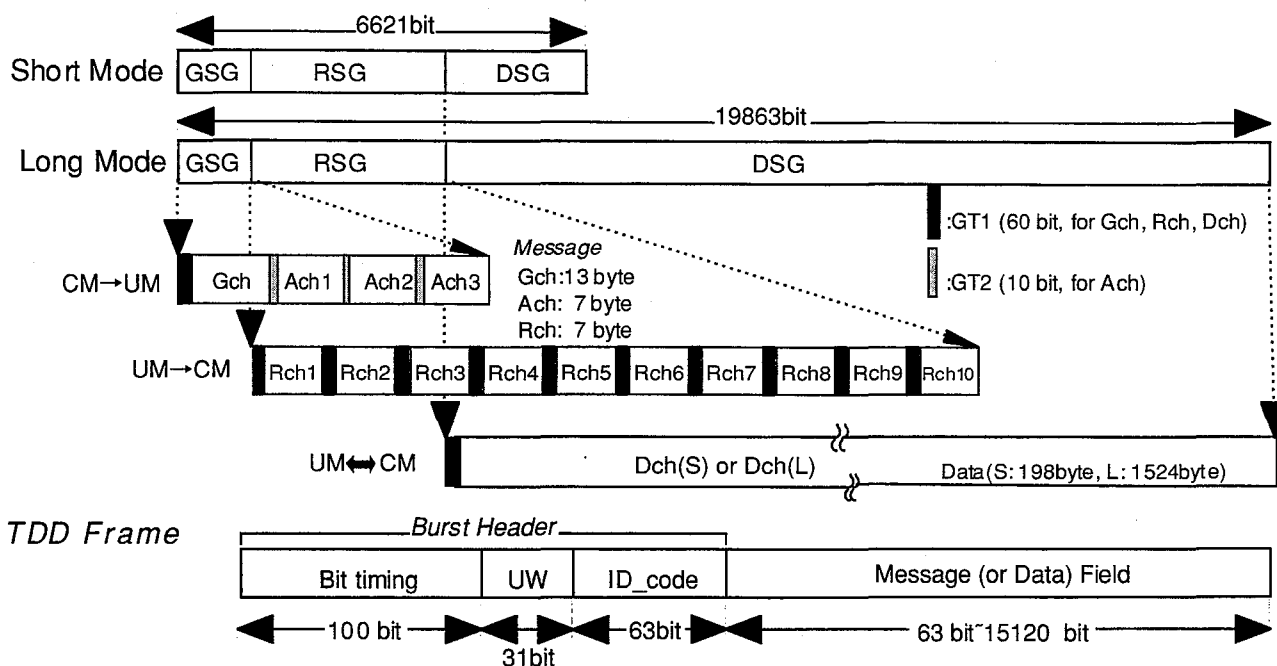 6621bit
Short Mode GSG RSG DSG
19863bit
Long Mode GSG RSG DSG
:GT1 (60 bit, for Gch, Rch, Dch)
:GT2 (10 bit, for Ach)
CM→UM Gch Ach1 Ach2 Ach3
Message
Gch:13 byte
Ach: 7 byte
Rch: 7 byte
UM→CM Rch1 Rch2 Rch3 Rch4 Rch5 Rch6 Rch7 Rch8 Rch9 Rch10
UM↔CM Dch(S) or Dch(L) Data(S: 198byte, L: 1524byte)
TDD Frame
Burst Header
Bit timing UW ID_code Message (or Data) Field
100 bit 31bit 63bit 63 bit~15120 bit